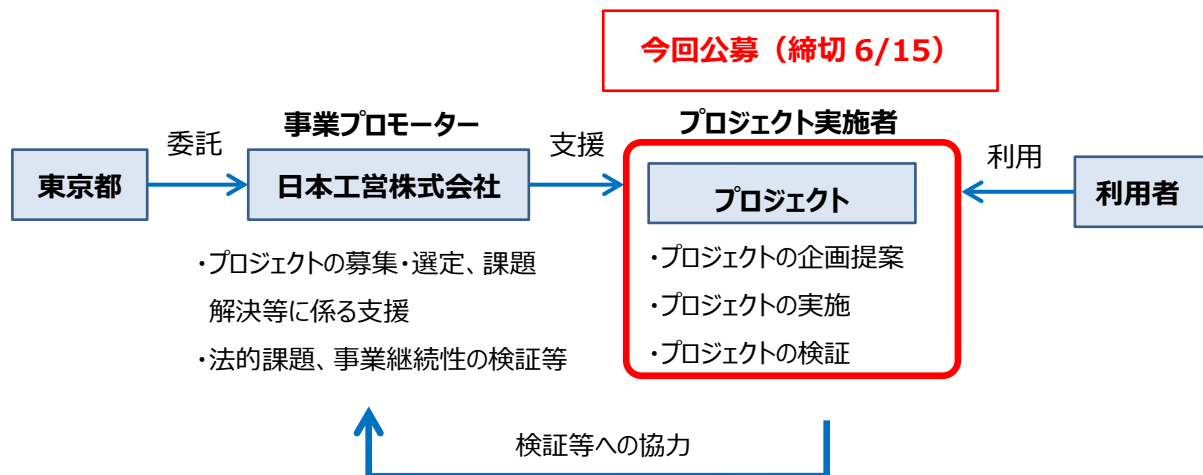 今回公募（締切 6/15）
事業プロモーター
プロジェクト実施者
委託
支援
利用
東京都
日本工営株式会社
プロジェクト
利用者
・プロジェクトの募集・選定、課題
解決等に係る支援
・法的課題、事業継続性の検証等
・プロジェクトの企画提案
・プロジェクトの実施
・プロジェクトの検証
検証等への協力